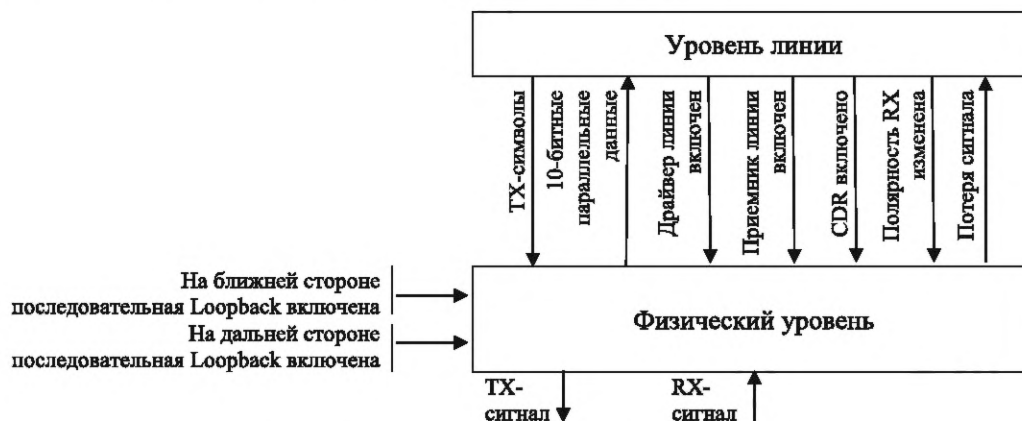 Уровень линии
TX-символы
10-битные
параллельные
данные
Драйвер линии
включен
Приемник линии
включен
CDR включено
Полярность RX
изменена
Потеря сигнала
На ближней стороне
последовательная Loopback включена
На дальней стороне
последовательная Loopback включена
Физический уровень
TX-
сигнал
RX-
сигнал